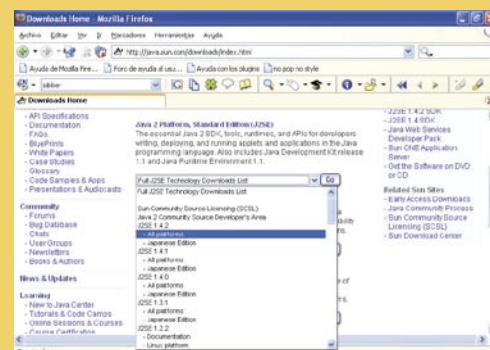 Downloads Home - Mozilla Firefox
Archivo Editar Ver Ir Marcadores Herramientas Ayuda
http://java.sun.com/downloads/index.html
Ayuda de Mozilla Fire... Foro de ayuda al usu... Ayuda con los plugins no pop no style
Downloads Home
- API Specifications
- Documentation
- FAQs
- BluePrints
- White Papers
- Case Studies
- Glossary
- Code Samples & Apps
- Presentations & Audiocasts
Community
- Forums
- Bug Database
- Chats
- User Groups
- Newsletters
- Books & Authors
News & Updates
Learning
- New to Java Center
- Tutorials & Code Camps
- Online Sessions & Courses
- Course Certification
Java 2 Platform, Standard Edition (J2SE)
The essential Java 2 SDK, tools, runtimes, and APIs for developers
writing, deploying, and running applets and applications in the Java
programming language. Also includes Java Development Kit release
1.1 and Java Runtime Environment 1.1.
Full J2SE Technology Downloads List Go
Full J2SE Technology Downloads List
Sun Community Source Licensing (SCSL)
Java 2 Community Source Developer's Area
J2SE 1.4.2
- All platforms
- Japanese Edition
J2SE 1.4.1
- All platforms
- Japanese Edition
J2SE 1.4.0
- All platforms
- Japanese Edition
J2SE 1.3.1
- All platforms
- Japanese Edition
J2SE 1.2.2
- Documentation
- Linux platform
- J2SE 1.4.2 SDK
- J2SE 1.4 SDK
- Java Web Services
Developer Pack
- Sun ONE Application
Server
- Get the Software on DVD
or CD
Related Sun Sites
- Early Access Downloads
- Java Community Process
- Sun Community Source
Licensing (SCSL)
- Sun Download Center